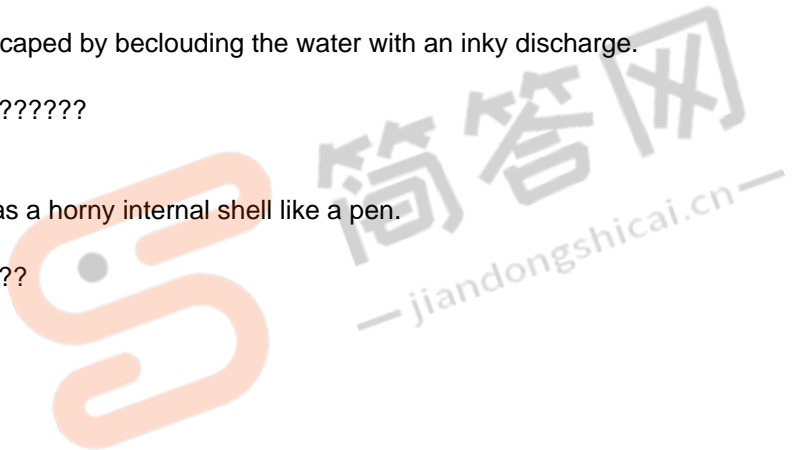 caped by beclouding the water with an inky discharge.
??????
as a horny internal shell like a pen.
??
简答网
jiandongshicai.cn